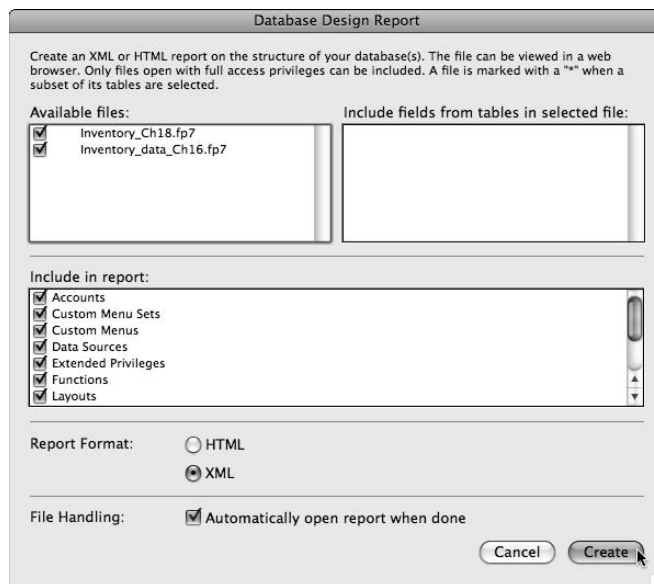 Database Design Report
Create an XML or HTML report on the structure of your database(s). The file can be viewed in a web
browser. Only files open with full access privileges can be included. A file is marked with a "*" when a
subset of its tables are selected.
Available files:
Include fields from tables in selected file:
Inventory_Ch18.fp7
Inventory_data_Ch16.fp7
Include in report:
Accounts
Custom Menu Sets
Custom Menus
Data Sources
Extended Privileges
Functions
Layouts
Report Format:
HTML
XML
File Handling:
Automatically open report when done
Cancel
Create